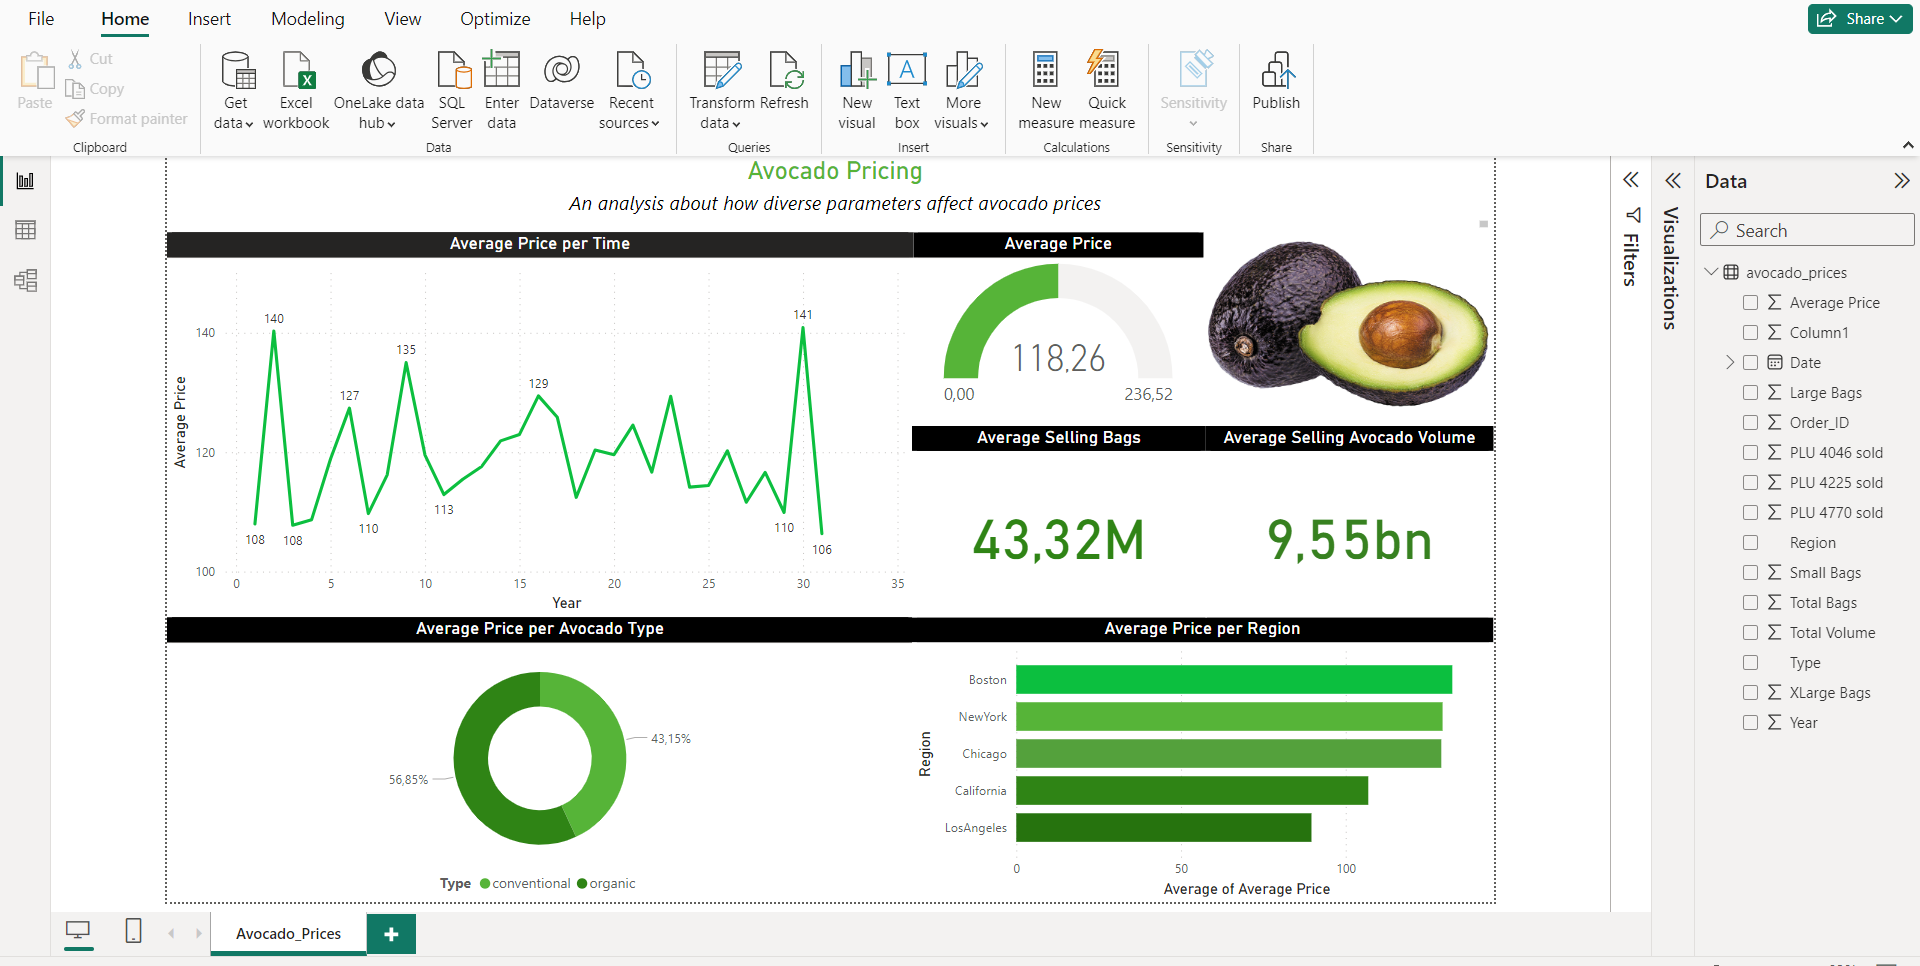 File Home Insert Modeling View Optimize Help
Share
Paste
Cut
Copy
Format painter
Clipboard
Get data
Excel workbook
OneLake data hub
SQL Server
Enter data
Dataverse
Recent sources
Data
Transform data
Refresh
Queries
New visual
Text box
More visuals
Insert
New measure
Quick measure
Calculations
Sensitivity
Sensitivity
Publish
Share
Avocado Pricing
An analysis about how diverse parameters affect avocado prices
Average Price per Time
Average Price
140
120
100
108
140
108
127
110
135
113
129
110
141
106
0 5 10 15 20 25 30 35
Year
Average Price
118,26
0,00
236,52
Average Selling Bags
43,32M
Average Selling Avocado Volume
9,55bn
Average Price per Avocado Type
43,15%
56,85%
Type conventional organic
Average Price per Region
Region
Boston
NewYork
Chicago
California
LosAngeles
0 50 100
Average of Average Price
Filters
Visualizations
Data
Search
avocado_prices
Average Price
Column1
Date
Large Bags
Order_ID
PLU 4046 sold
PLU 4225 sold
PLU 4770 sold
Region
Small Bags
Total Bags
Total Volume
Type
XLarge Bags
Year
Avocado_Prices